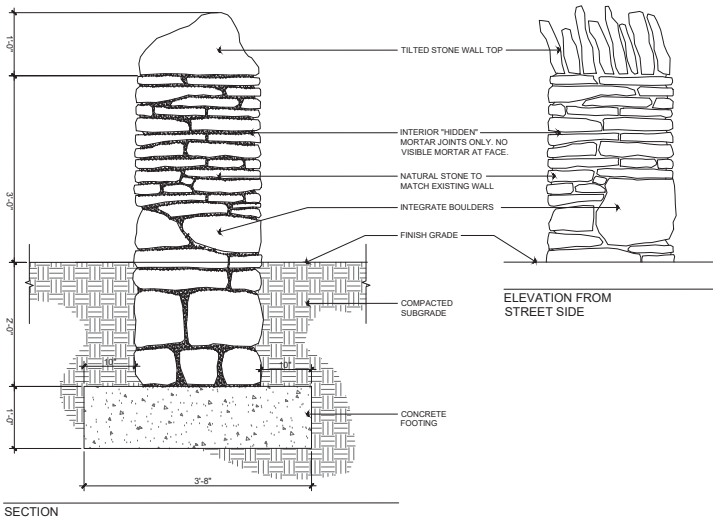 1'-0"
TILTED STONE WALL TOP
INTERIOR "HIDDEN"
MORTAR JOINTS ONLY. NO
VISIBLE MORTAR AT FACE.
3'-0"
NATURAL STONE TO
MATCH EXISTING WALL
INTEGRATE BOULDERS
FINISH GRADE
ELEVATION FROM
STREET SIDE
COMPACTED
SUBGRADE
2'-0"
10"
10"
1'-0"
CONCRETE
FOOTING
3'-8"
SECTION